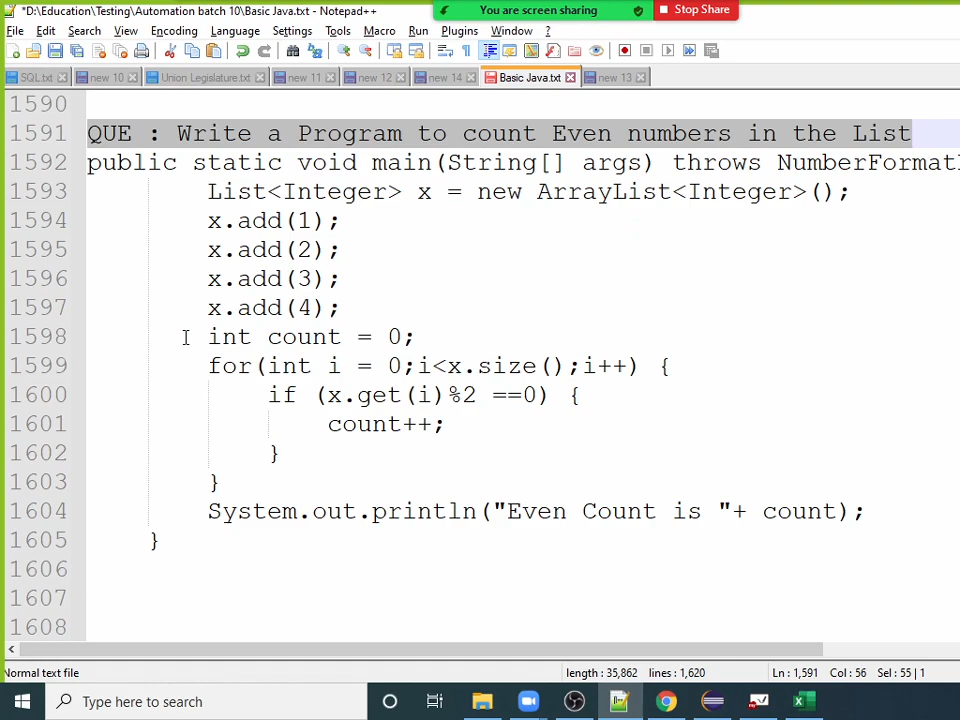 *D:\Education\Testing\Automation batch 10\Basic Java.txt - Notepad++
You are screen sharing
Stop Share
File Edit Search View Encoding Language Settings Tools Macro Run Plugins Window ?
SQL.txt new 10 Union Legislature.txt new 11 new 12 new 14 Basic Java.txt new 13
1590
1591 QUE : Write a Program to count Even numbers in the List
1592 public static void main(String[] args) throws NumberFormat
1593 List<Integer> x = new ArrayList<Integer>();
1594 x.add(1);
1595 x.add(2);
1596 x.add(3);
1597 x.add(4);
1598 int count = 0;
1599 for(int i = 0;i<x.size();i++) {
1600 if (x.get(i)%2 ==0) {
1601 count++;
1602 }
1603 }
1604 System.out.println("Even Count is "+ count);
1605 }
1606
1607
1608
Normal text file length : 35,862 lines : 1,620 Ln : 1,591 Col : 56 Sel : 55 | 1
Type here to search